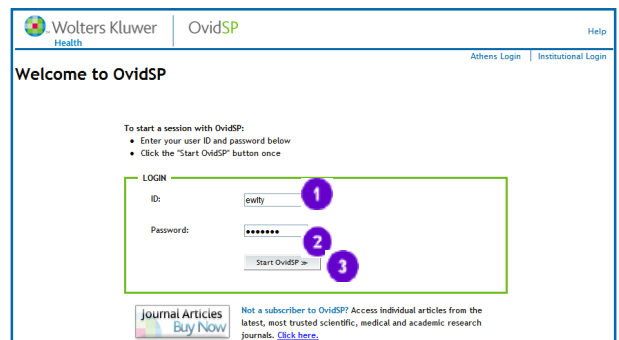 Wolters Kluwer OvidSP
Health
Help
Athens Login | Institutional Login
Welcome to OvidSP
To start a session with OvidSP:
• Enter your user ID and password below
• Click the "Start OvidSP" button once
LOGIN
ID: ewity 1
Password: ••••••• 2
Start OvidSP >> 3
Journal Articles
Buy Now
Not a subscriber to OvidSP? Access individual articles from the
latest, most trusted scientific, medical and academic research
journals. Click here.